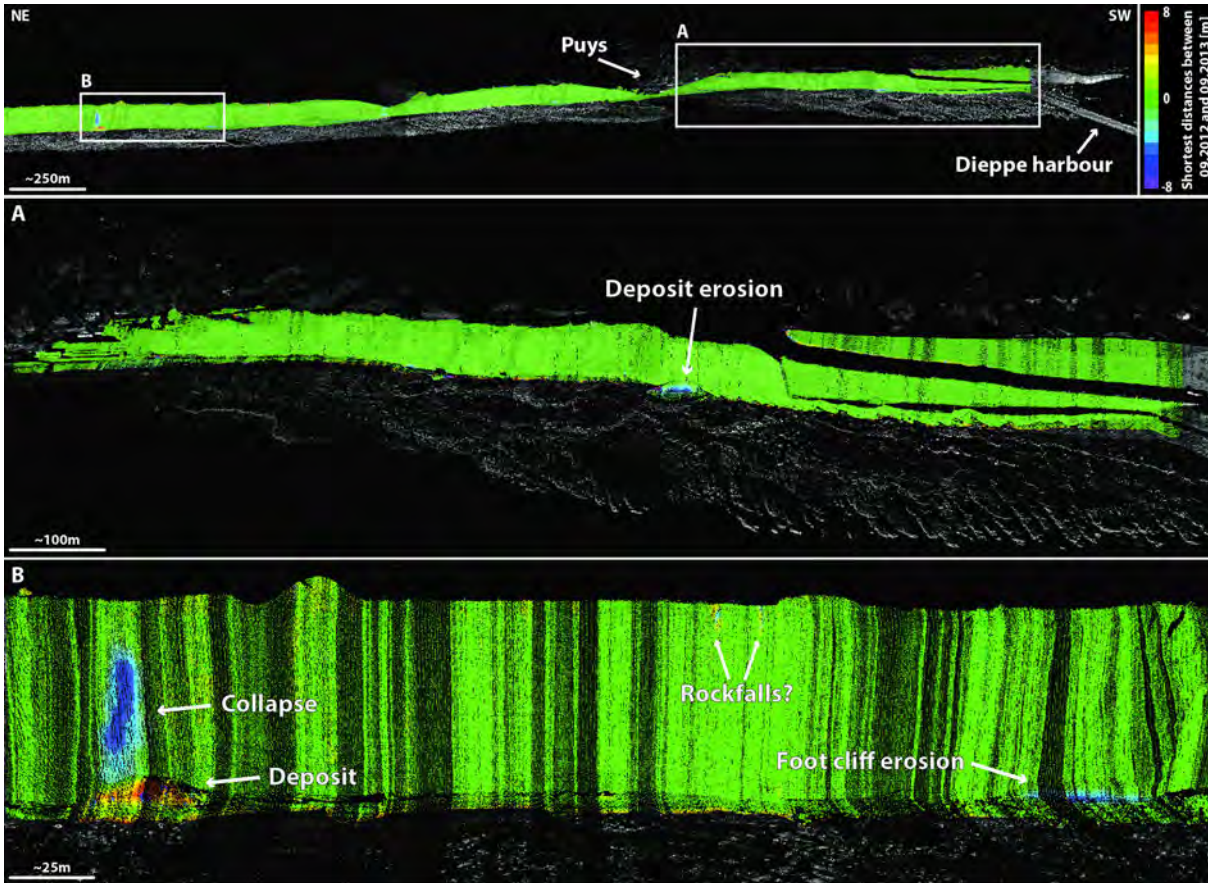 NE
SW
Puys
A
B
Dieppe harbour
~250m
8
0
-8
Shortest distances between
09.2012 and 09.2013 [m]
A
Deposit erosion
~100m
B
Collapse
Deposit
Rockfalls?
Foot cliff erosion
~25m